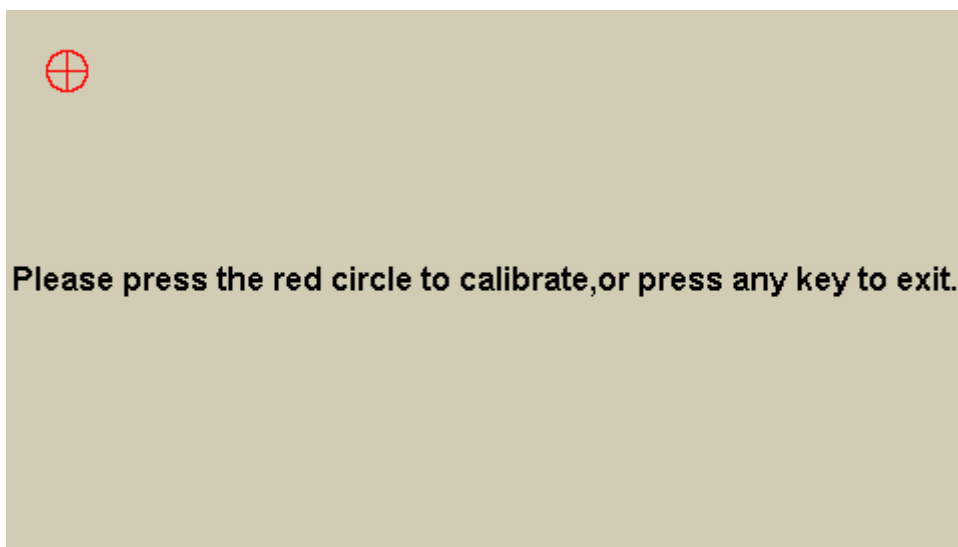 Please press the red circle to calibrate,or press any key to exit.